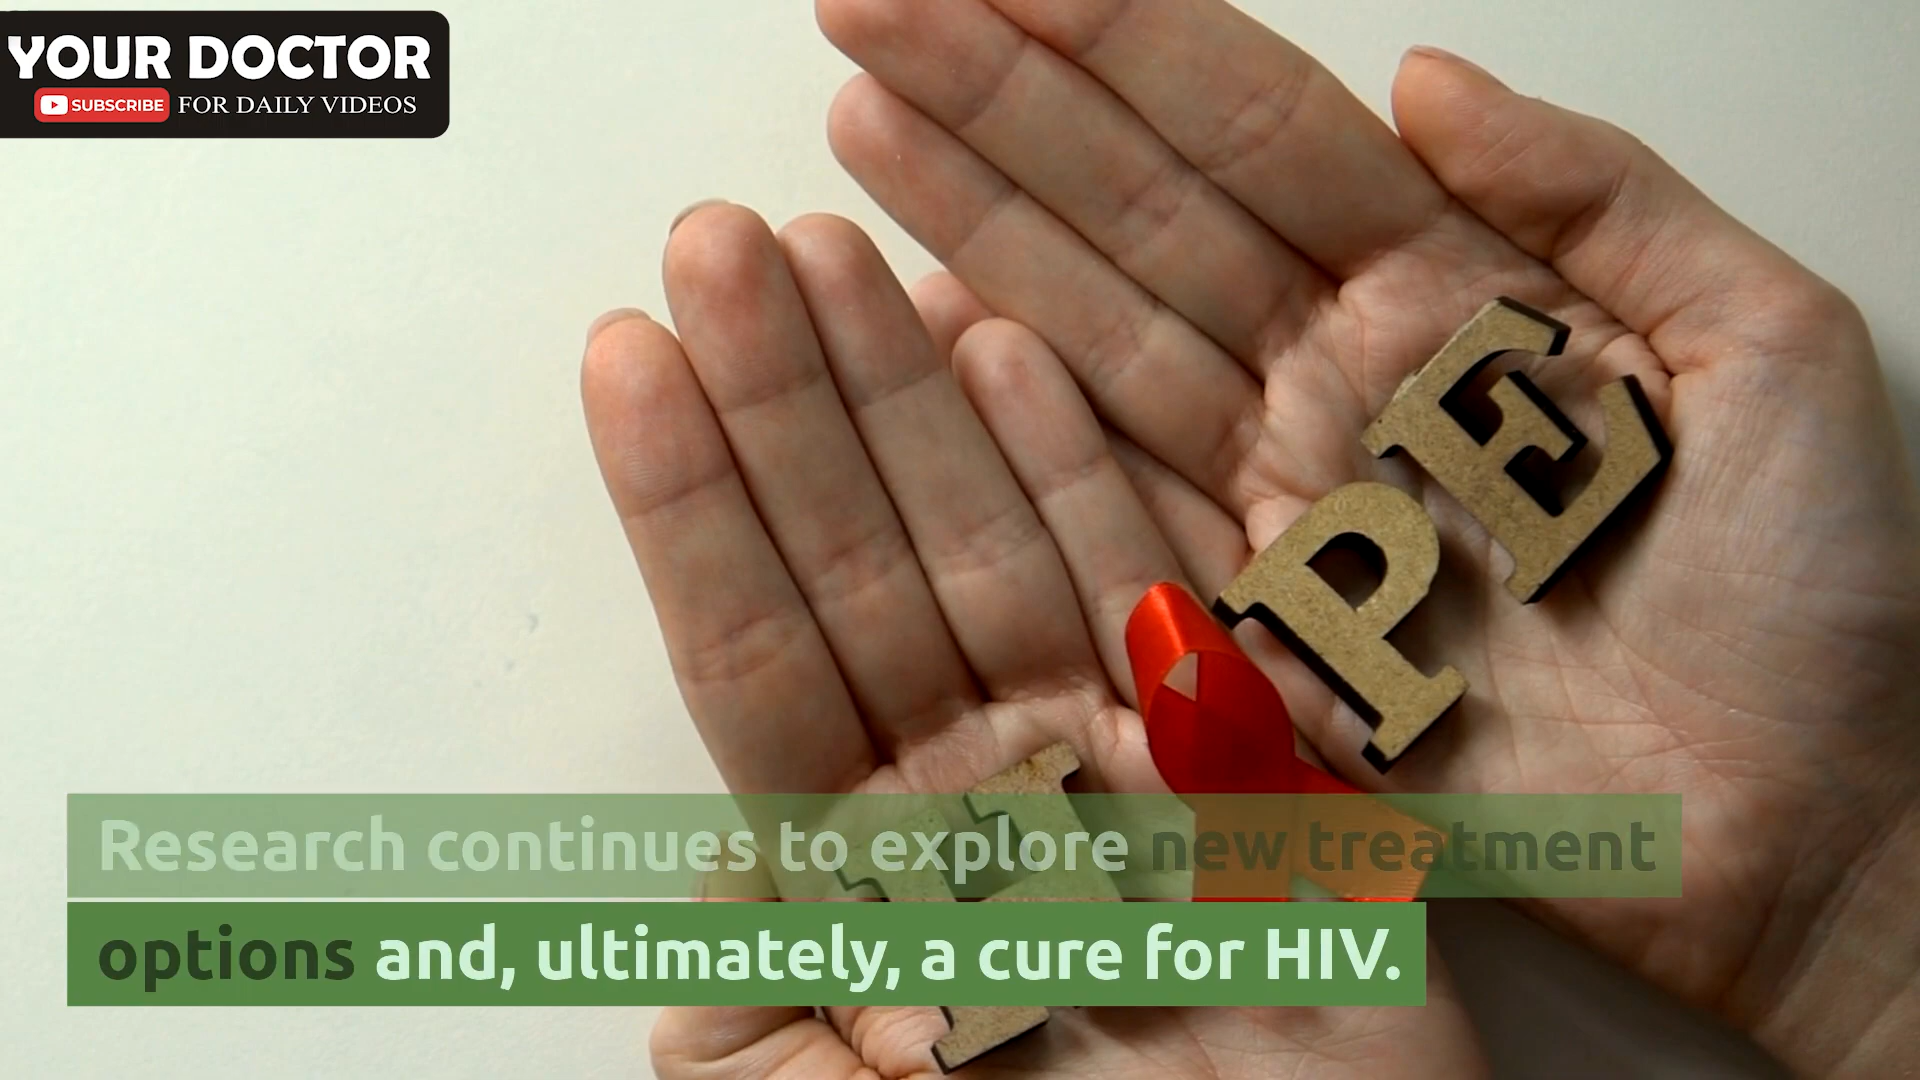 YOUR DOCTOR
SUBSCRIBE FOR DAILY VIDEOS
H PE
Research continues to explore new treatment
options and, ultimately, a cure for HIV.